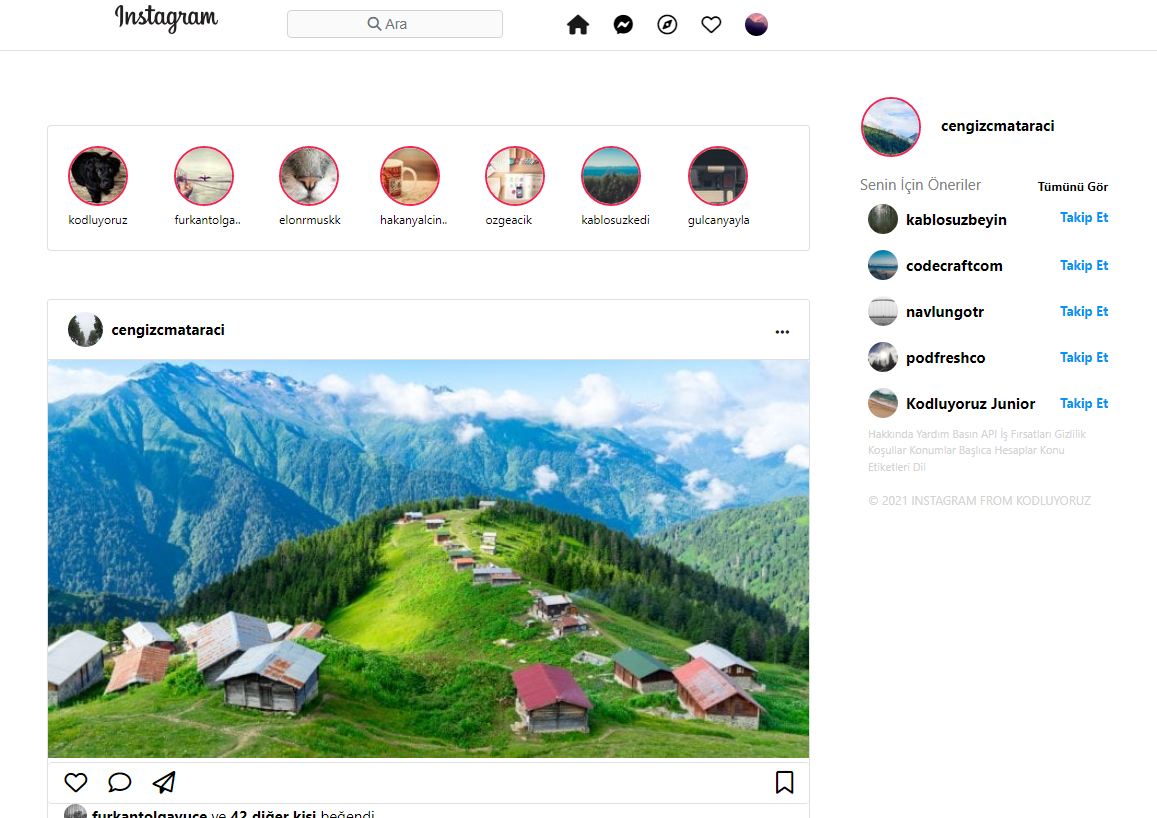 Instagram
Ara
kodluyoruz furkantolga.. elonrmuskk hakanyalcin.. ozgeacik kablosuzkedi gulcanyayla
cengizcmataraci
...
cengizcmataraci
Senin İçin Öneriler Tümünü Gör
kablosuzbeyin Takip Et
codecraftcom Takip Et
navlungotr Takip Et
podfreshco Takip Et
Kodluyoruz Junior Takip Et
Hakkında Yardım Basın API İş Fırsatları Gizlilik
Koşullar Konumlar Başlıca Hesaplar Konu
Etiketleri Dil
© 2021 INSTAGRAM FROM KODLUYORUZ
furkantolgayuce ve 42 diğer kişi beğendi